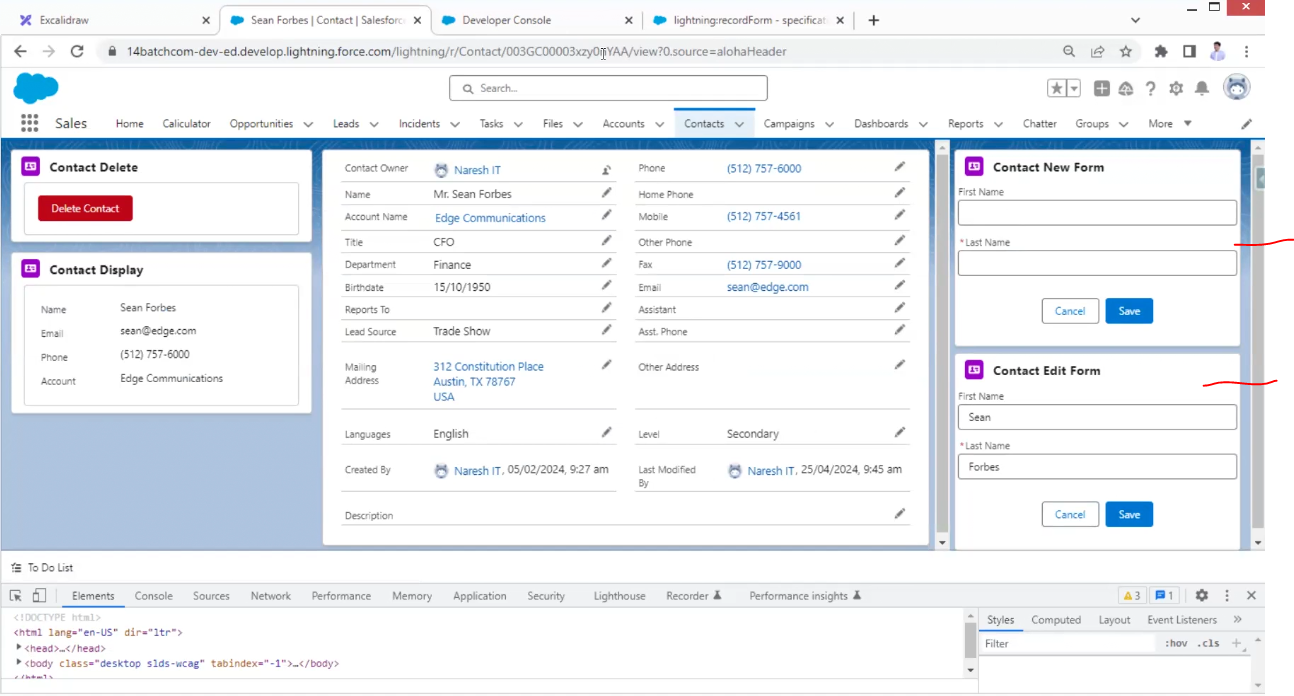 Excalidraw
Sean Forbes | Contact | Salesforc
Developer Console
lightning:recordForm - specificat
14batchcom-dev-ed.develop.lightning.force.com/lightning/r/Contact/003GC00003xzy0nYAA/view?0.source=alohaHeader
Search...
Sales
Home
Calculator
Opportunities
Leads
Incidents
Tasks
Files
Accounts
Contacts
Campaigns
Dashboards
Reports
Chatter
Groups
More
Contact Delete
Delete Contact
Contact Display
Name Sean Forbes
Email sean@edge.com
Phone (512) 757-6000
Account Edge Communications
Contact Owner Naresh IT
Name Mr. Sean Forbes
Account Name Edge Communications
Title CFO
Department Finance
Birthdate 15/10/1950
Reports To
Lead Source Trade Show
Mailing Address
312 Constitution Place
Austin, TX 78767
USA
Languages English
Created By Naresh IT, 05/02/2024, 9:27 am
Description
Phone (512) 757-6000
Home Phone
Mobile (512) 757-4561
Other Phone
Fax (512) 757-9000
Email sean@edge.com
Assistant
Asst. Phone
Other Address
Level Secondary
Last Modified By
Naresh IT, 25/04/2024, 9:45 am
Contact New Form
First Name
*Last Name
Cancel Save
Contact Edit Form
First Name
Sean
*Last Name
Forbes
Cancel Save
To Do List
Elements
Console
Sources
Network
Performance
Memory
Application
Security
Lighthouse
Recorder
Performance insights
3
1
<!DOCTYPE html>
<html lang="en-US" dir="ltr">
<head>…</head>
<body class="desktop slds-wcag" tabindex="-1">…</body>
</html>
Styles
Computed
Layout
Event Listeners
Filter
:hov .cls